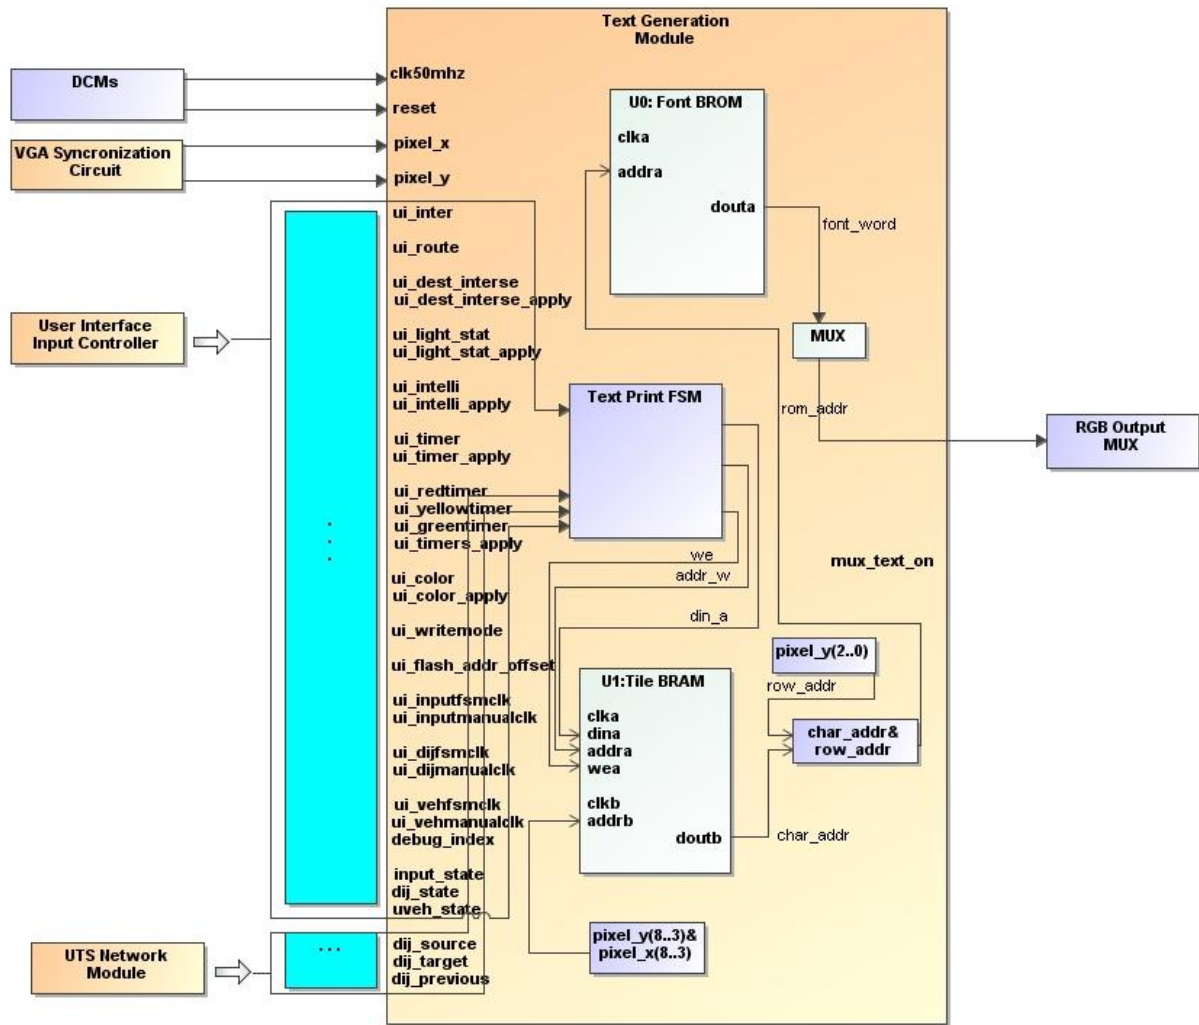 Text Generation
Module
DCMs
clk50mhz
reset
VGA Syncronization
Circuit
pixel_x
pixel_y
U0: Font BROM
clka
addra
douta
font_word
ui_inter
ui_route
ui_dest_interse
ui_dest_interse_apply
User Interface
Input Controller
ui_light_stat
ui_light_stat_apply
MUX
ui_intelli
ui_intelli_apply
Text Print FSM
rom_addr
RGB Output
MUX
ui_timer
ui_timer_apply
ui_redtimer
ui_yellowtimer
ui_greentimer
ui_timers_apply
...
we
addr_w
din_a
mux_text_on
ui_color
ui_color_apply
ui_writemode
ui_flash_addr_offset
pixel_y(2..0)
row_addr
U1:Tile BRAM
clka
dina
addra
wea
clkb
addrb
doutb
char_addr&
row_addr
char_addr
ui_inputfsmclk
ui_inputmanualclk
ui_dijfsmclk
ui_dijmanualclk
ui_vehfsmclk
ui_vehmanualclk
debug_index
input_state
dij_state
uveh_state
pixel_y(8..3)&
pixel_x(8..3)
UTS Network
Module
...
dij_source
dij_target
dij_previous